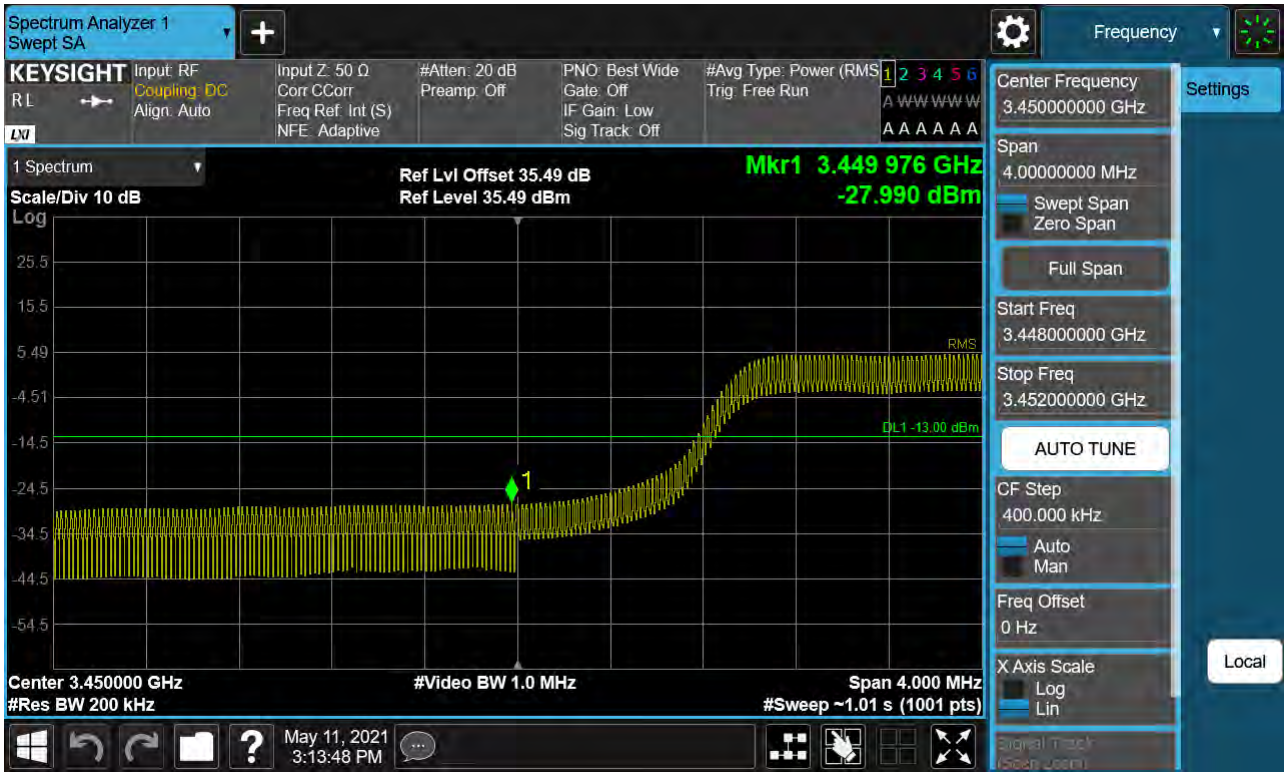 Spectrum Analyzer 1
Swept SA
+
Frequency
KEYSIGHT
RL
LXI
Input: RF
Coupling: DC
Align: Auto
Input Z: 50 Ω
Corr CCorr
Freq Ref: Int (S)
NFE: Adaptive
#Atten: 20 dB
Preamp: Off
PNO: Best Wide
Gate: Off
IF Gain: Low
Sig Track: Off
#Avg Type: Power (RMS
Trig: Free Run
1 2 3 4 5 6
A W W W W W
A A A A A A
1 Spectrum
Scale/Div 10 dB
Log
Ref Lvl Offset 35.49 dB
Ref Level 35.49 dBm
Mkr1 3.449 976 GHz
-27.990 dBm
25.5
15.5
5.49
-4.51
-14.5
-24.5
-34.5
-44.5
-54.5
RMS
DL1 -13.00 dBm
1
Center 3.450000 GHz
#Res BW 200 kHz
#Video BW 1.0 MHz
Span 4.000 MHz
#Sweep ~1.01 s (1001 pts)
?
May 11, 2021
3:13:48 PM
Center Frequency
3.450000000 GHz
Span
4.00000000 MHz
Swept Span
Zero Span
Full Span
Start Freq
3.448000000 GHz
Stop Freq
3.452000000 GHz
AUTO TUNE
CF Step
400.000 kHz
Auto
Man
Freq Offset
0 Hz
X Axis Scale
Log
Lin
Signal Track
(Span Zoom)
Settings
Local